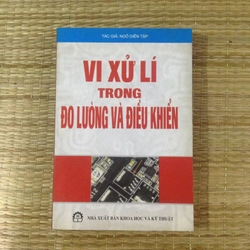 TÁC GIẢ: NGÔ DIÊN TẬP
VI XỬ LÍ
TRONG
ĐO LƯỜNG VÀ ĐIỀU KHIỂN
NHÀ XUẤT BẢN KHOA HỌC VÀ KỸ THUẬT